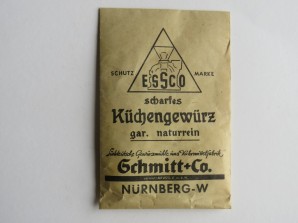 SCHUTZ MARKE
ESSCO
scharfes
Küchengewürz
gar. naturrein
Schmitt+Co.
NÜRNBERG-W